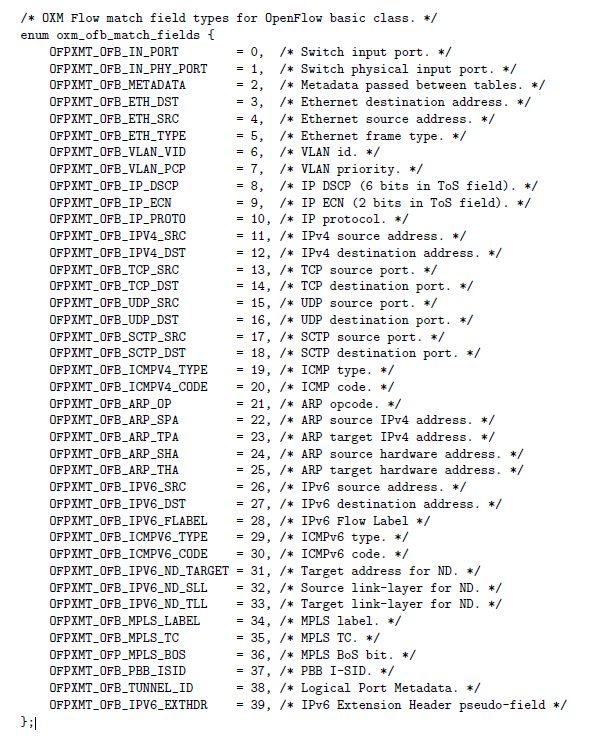 /* OXM Flow match field types for OpenFlow basic class. */
enum oxm_ofb_match_fields {
    OFPXMT_OFB_IN_PORT        = 0,  /* Switch input port. */
    OFPXMT_OFB_IN_PHY_PORT    = 1,  /* Switch physical input port. */
    OFPXMT_OFB_METADATA       = 2,  /* Metadata passed between tables. */
    OFPXMT_OFB_ETH_DST        = 3,  /* Ethernet destination address. */
    OFPXMT_OFB_ETH_SRC        = 4,  /* Ethernet source address. */
    OFPXMT_OFB_ETH_TYPE       = 5,  /* Ethernet frame type. */
    OFPXMT_OFB_VLAN_VID       = 6,  /* VLAN id. */
    OFPXMT_OFB_VLAN_PCP       = 7,  /* VLAN priority. */
    OFPXMT_OFB_IP_DSCP        = 8,  /* IP DSCP (6 bits in ToS field). */
    OFPXMT_OFB_IP_ECN         = 9,  /* IP ECN (2 bits in ToS field). */
    OFPXMT_OFB_IP_PROTO       = 10, /* IP protocol. */
    OFPXMT_OFB_IPV4_SRC       = 11, /* IPv4 source address. */
    OFPXMT_OFB_IPV4_DST       = 12, /* IPv4 destination address. */
    OFPXMT_OFB_TCP_SRC        = 13, /* TCP source port. */
    OFPXMT_OFB_TCP_DST        = 14, /* TCP destination port. */
    OFPXMT_OFB_UDP_SRC        = 15, /* UDP source port. */
    OFPXMT_OFB_UDP_DST        = 16, /* UDP destination port. */
    OFPXMT_OFB_SCTP_SRC       = 17, /* SCTP source port. */
    OFPXMT_OFB_SCTP_DST       = 18, /* SCTP destination port. */
    OFPXMT_OFB_ICMPV4_TYPE    = 19, /* ICMP type. */
    OFPXMT_OFB_ICMPV4_CODE    = 20, /* ICMP code. */
    OFPXMT_OFB_ARP_OP         = 21, /* ARP opcode. */
    OFPXMT_OFB_ARP_SPA        = 22, /* ARP source IPv4 address. */
    OFPXMT_OFB_ARP_TPA        = 23, /* ARP target IPv4 address. */
    OFPXMT_OFB_ARP_SHA        = 24, /* ARP source hardware address. */
    OFPXMT_OFB_ARP_THA        = 25, /* ARP target hardware address. */
    OFPXMT_OFB_IPV6_SRC       = 26, /* IPv6 source address. */
    OFPXMT_OFB_IPV6_DST       = 27, /* IPv6 destination address. */
    OFPXMT_OFB_IPV6_FLABEL    = 28, /* IPv6 Flow Label */
    OFPXMT_OFB_ICMPV6_TYPE    = 29, /* ICMPv6 type. */
    OFPXMT_OFB_ICMPV6_CODE    = 30, /* ICMPv6 code. */
    OFPXMT_OFB_IPV6_ND_TARGET = 31, /* Target address for ND. */
    OFPXMT_OFB_IPV6_ND_SLL    = 32, /* Source link-layer for ND. */
    OFPXMT_OFB_IPV6_ND_TLL    = 33, /* Target link-layer for ND. */
    OFPXMT_OFB_MPLS_LABEL     = 34, /* MPLS label. */
    OFPXMT_OFB_MPLS_TC        = 35, /* MPLS TC. */
    OFPXMT_OFP_MPLS_BOS       = 36, /* MPLS BoS bit. */
    OFPXMT_OFB_PBB_ISID       = 37, /* PBB I-SID. */
    OFPXMT_OFB_TUNNEL_ID      = 38, /* Logical Port Metadata. */
    OFPXMT_OFB_IPV6_EXTHDR    = 39, /* IPv6 Extension Header pseudo-field */
};